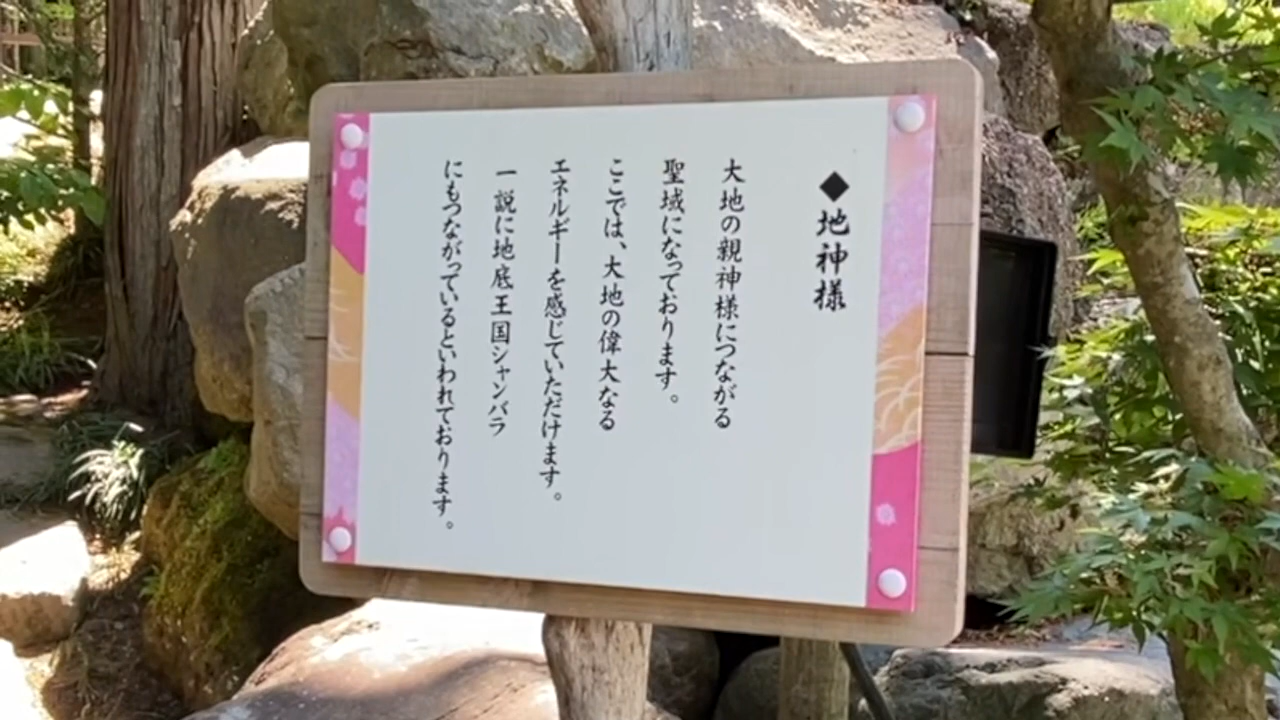 ◆地神様
大地の親神様につながる
聖域になっております。
ここでは、大地の偉大なる
エネルギーを感じていただけます。
一説に地底王国シャンバラ
にもつながっているといわれております。